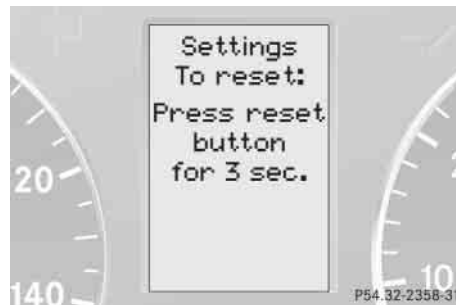 Settings
To reset:
Press reset
button
for 3 sec.
20
140
10
P54.32-2358-31